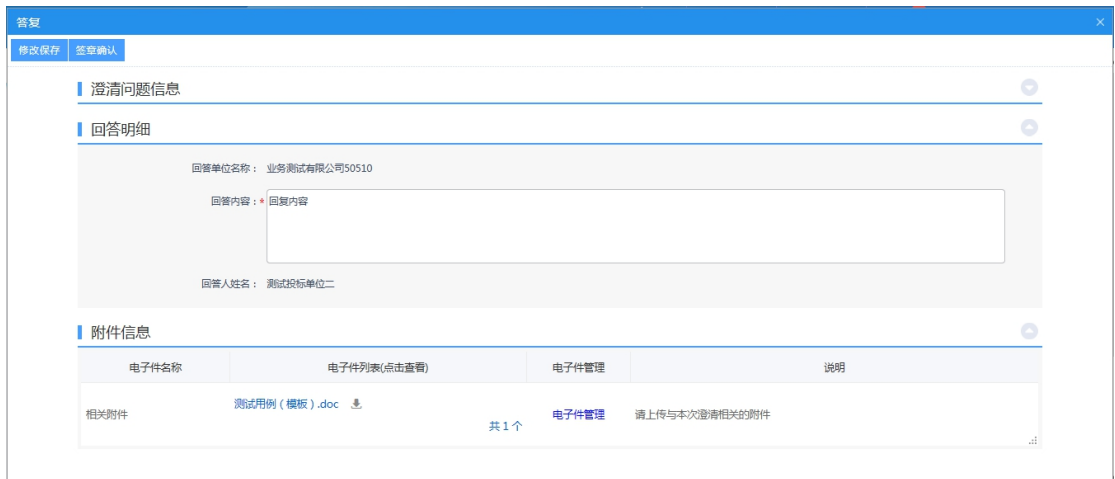 答复
修改保存 签章确认
澄清问题信息
回答明细
回答单位名称： 业务测试有限公司50510
回答内容：* 回复内容
回答人姓名： 测试投标单位二
附件信息
电子件名称 电子件列表(点击查看) 电子件管理 说明
相关附件 测试用例（模板）.doc 电子件管理 请上传与本次澄清相关的附件
共 1 个